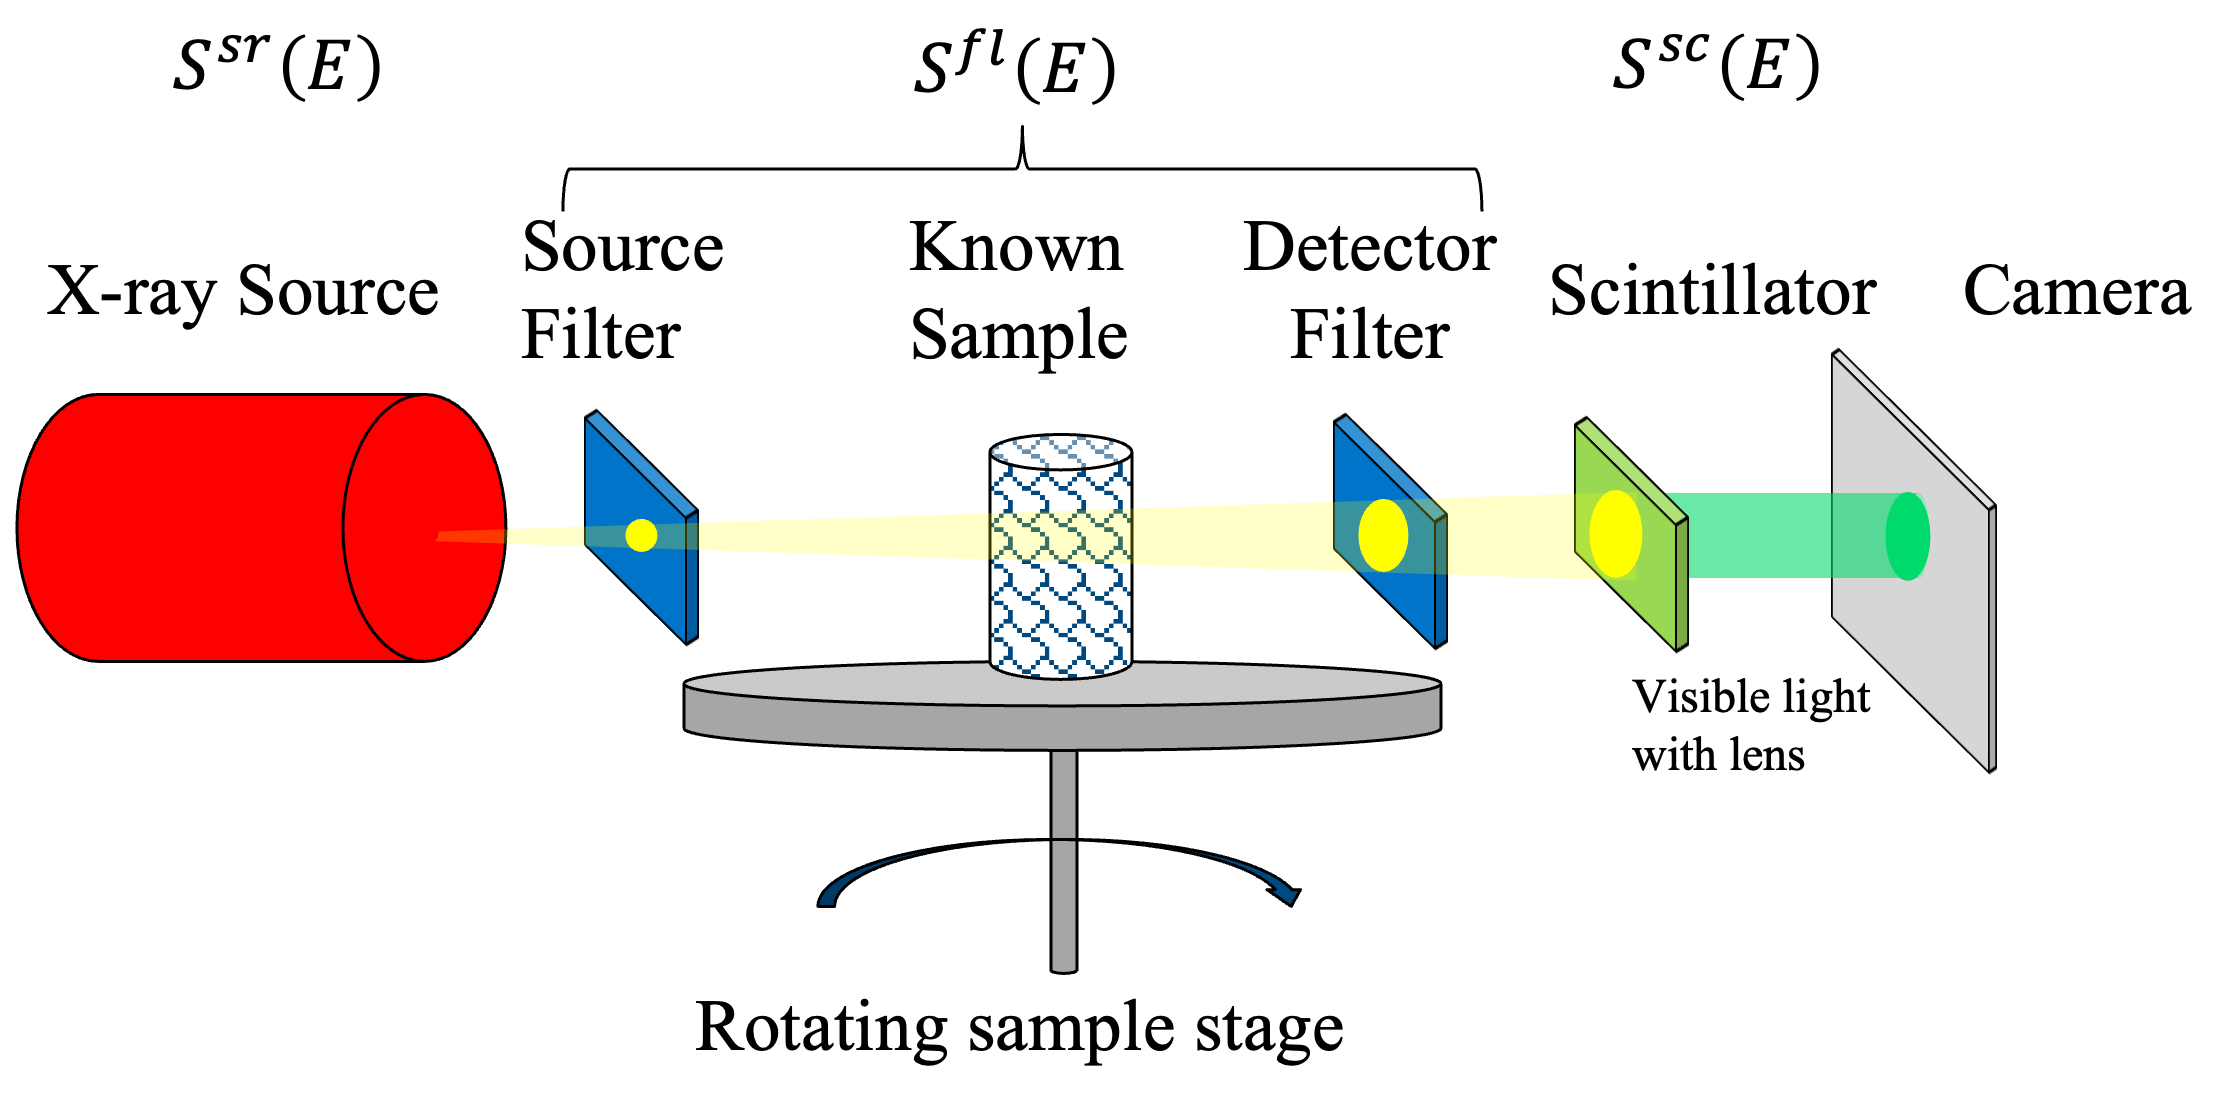 S^{sr}(E)
S^{fl}(E)
S^{sc}(E)
X-ray Source
Source
Filter
Known
Sample
Detector
Filter
Scintillator
Camera
Visible light
with lens
Rotating sample stage